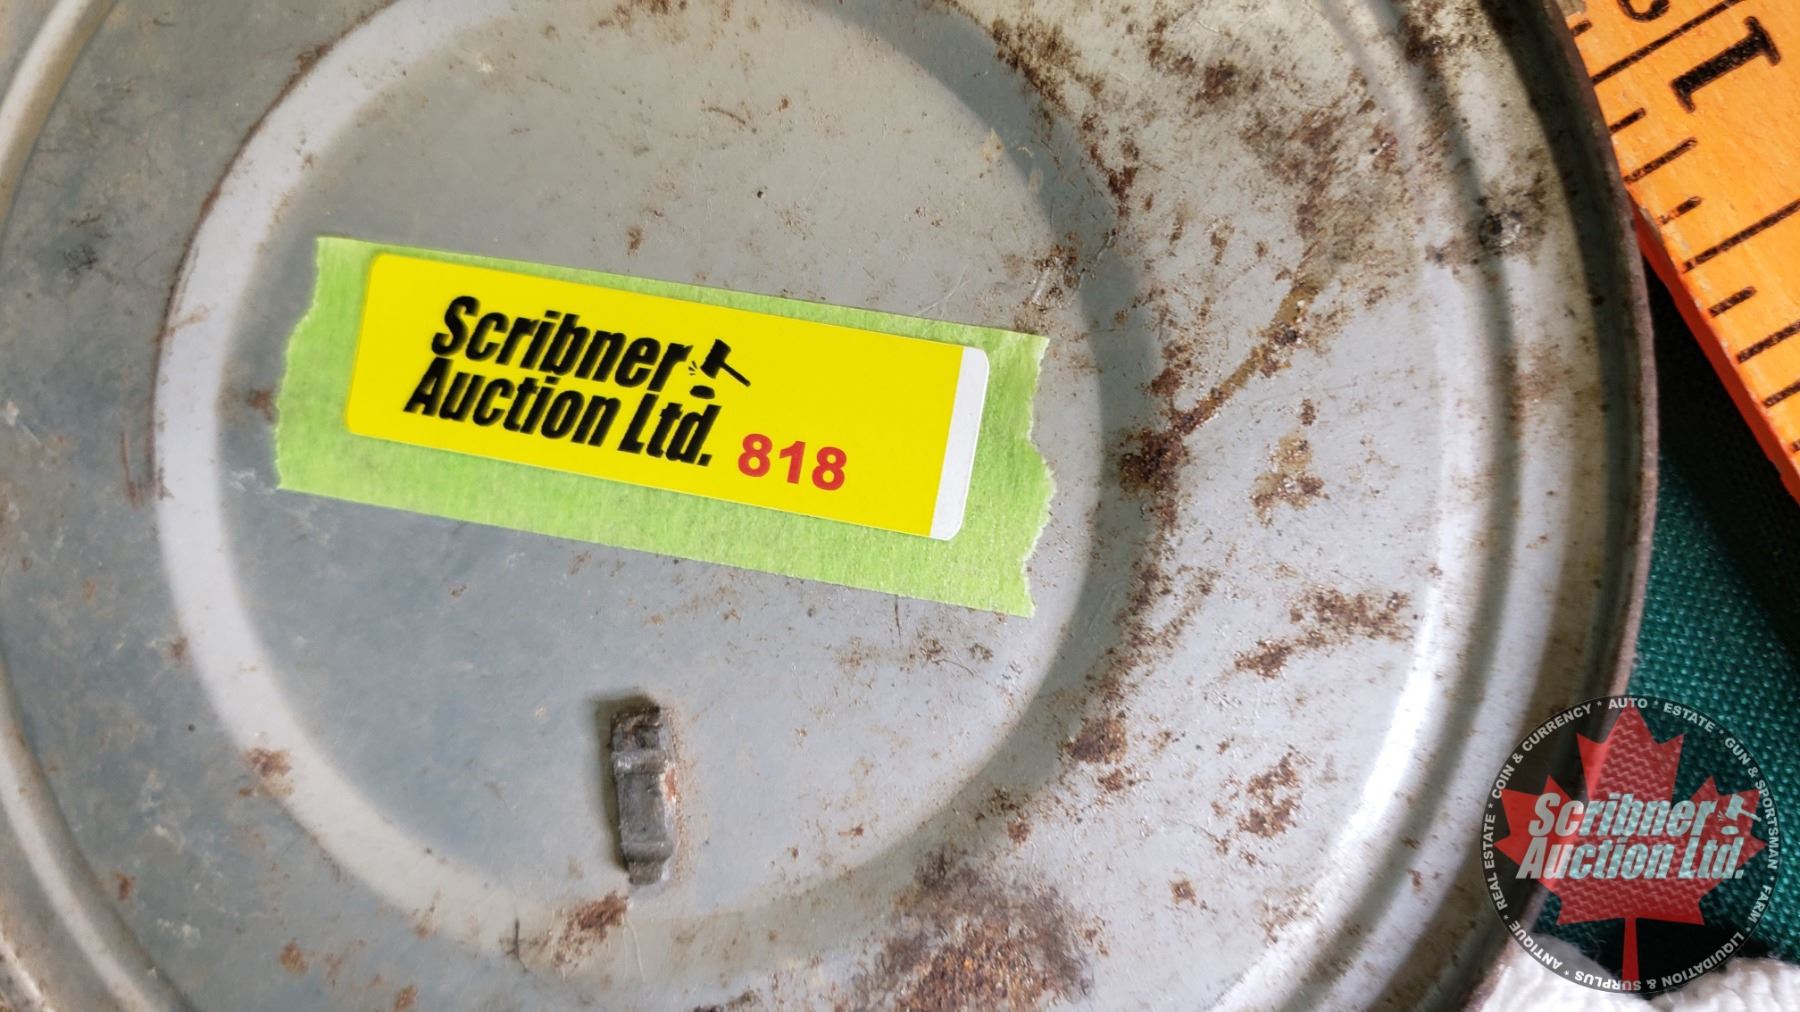 Scribner
Auction Ltd.
818
1
Scribner
Auction Ltd.
REAL ESTATE * COIN & CURRENCY * AUTO * ESTATE * GUN & SPORTSMAN * FARM * LIQUIDATION & SURPLUS * ANTIQUE *